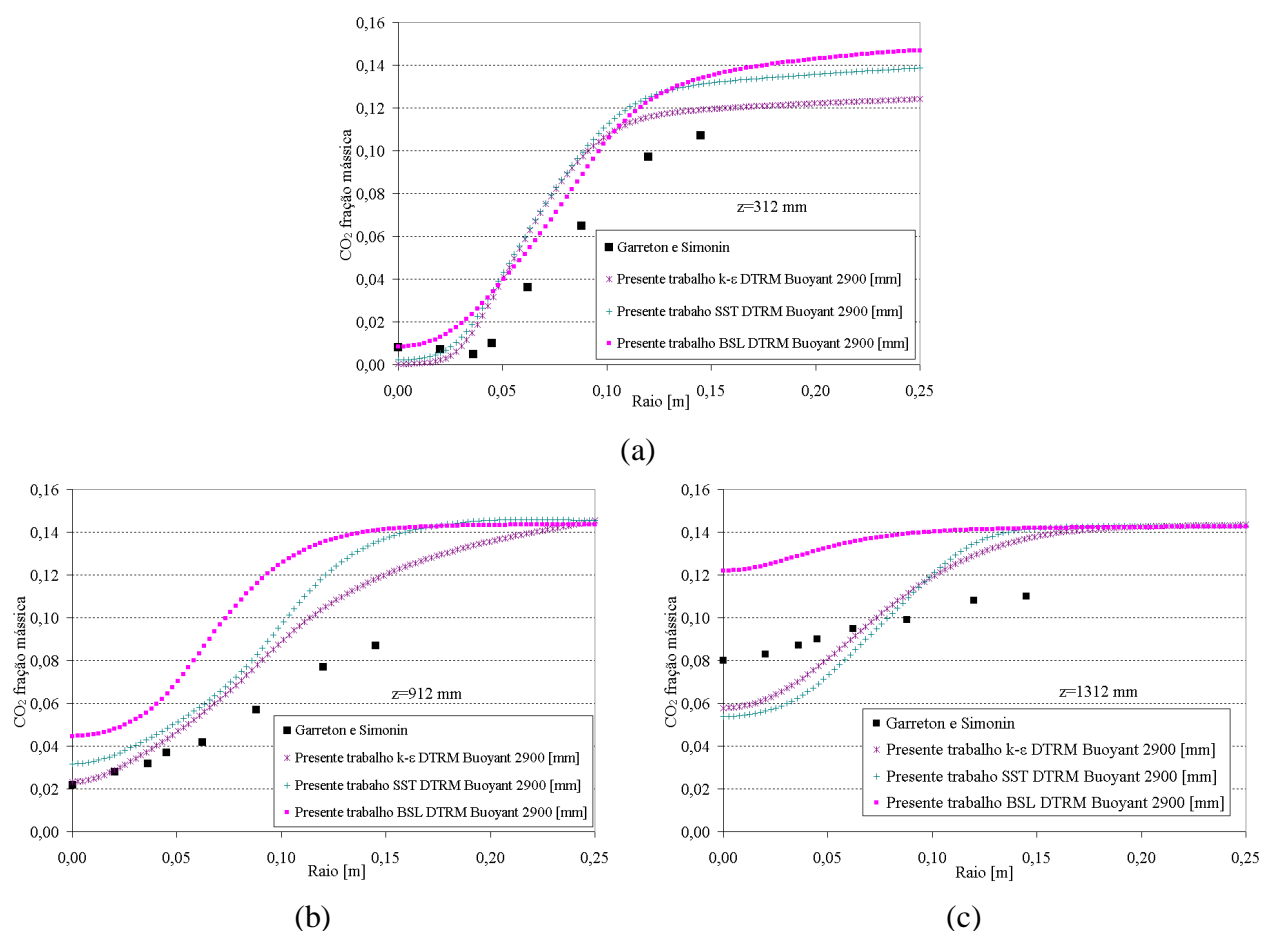 0,16
0,14
0,12
0,10
0,08
0,06
0,04
0,02
0,00
CO2 fração mássica
z=312 mm
Garreton e Simonin
Presente trabalho k-ε DTRM Buoyant 2900 [mm]
Presente trabaho SST DTRM Buoyant 2900 [mm]
Presente trabalho BSL DTRM Buoyant 2900 [mm]
0,00 0,05 0,10 0,15 0,20 0,25
Raio [m]
(a)
0,16
0,14
0,12
0,10
0,08
0,06
0,04
0,02
0,00
CO2 fração mássica
z=912 mm
Garreton e Simonin
Presente trabalho k-ε DTRM Buoyant 2900 [mm]
Presente trabaho SST DTRM Buoyant 2900 [mm]
Presente trabalho BSL DTRM Buoyant 2900 [mm]
0,00 0,05 0,10 0,15 0,20 0,25
Raio [m]
(b)
0,16
0,14
0,12
0,10
0,08
0,06
0,04
0,02
0,00
CO2 fração mássica
z=1312 mm
Garreton e Simonin
Presente trabalho k-ε DTRM Buoyant 2900 [mm]
Presente trabaho SST DTRM Buoyant 2900 [mm]
Presente trabalho BSL DTRM Buoyant 2900 [mm]
0,00 0,05 0,10 0,15 0,20 0,25
Raio [m]
(c)